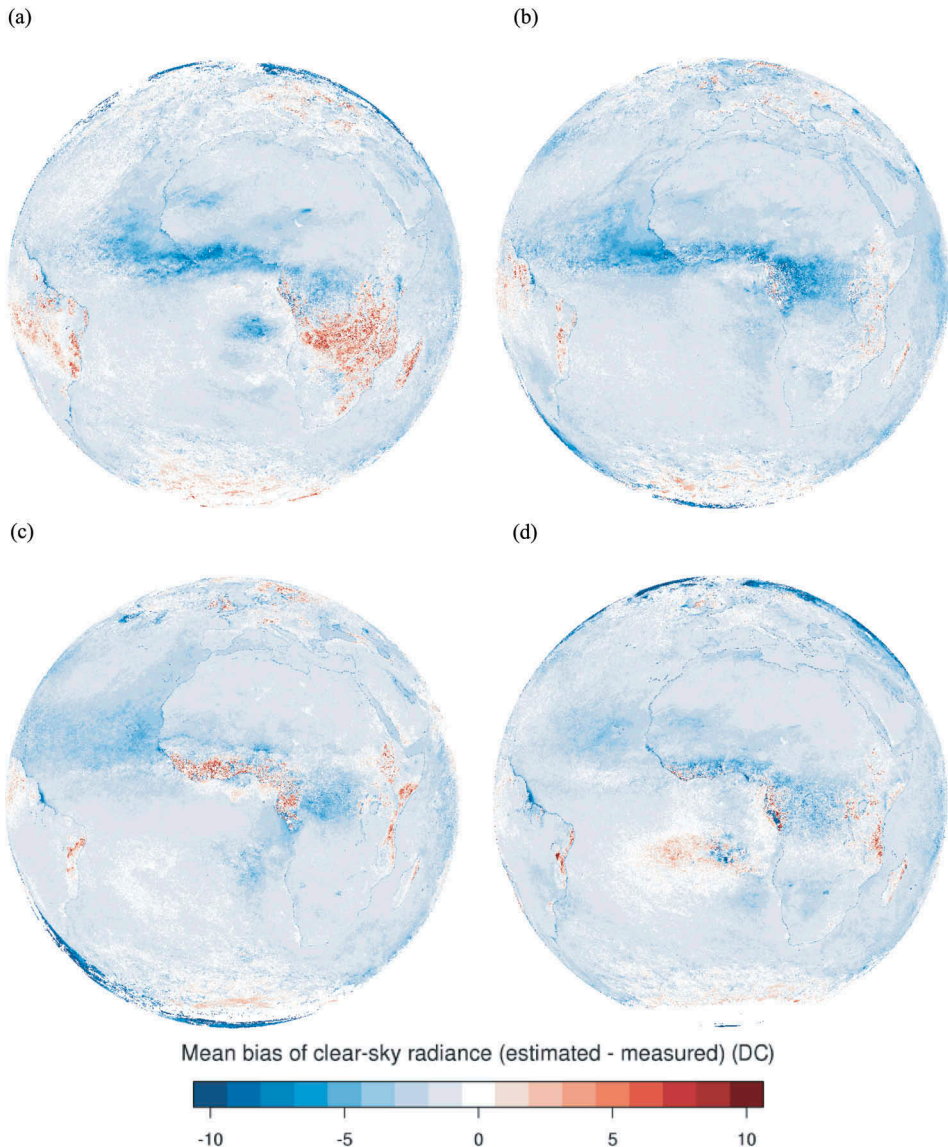 (a)
(b)
(c)
(d)
Mean bias of clear-sky radiance (estimated - measured) (DC)
-10 -5 0 5 10